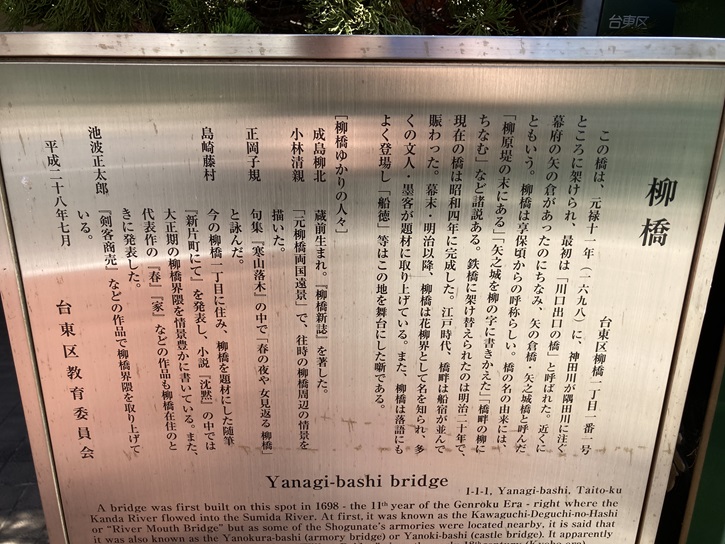 台東区
柳橋
台東区柳橋一丁目一番一号
この橋は、元禄十一年(一六九八)に、神田川が隅田川に注ぐ
ところに架けられ、最初は「川口出口の橋」と呼ばれた。近くに
幕府の矢の倉があったのにちなみ、矢の倉橋・矢之城橋と呼んだ
ともいう。柳橋は享保頃からの呼称らしい。橋の名の由来には、
「柳原堤の末にある」「矢之城を柳の字に書きかえた」「橋畔の柳に
ちなむ」など諸説ある。鉄橋に架け替えられたのは明治二十年で、
現在の橋は昭和四年に完成した。江戸時代、橋畔は船宿が並んで
賑わった。幕末・明治以降、柳橋は花柳界として名を知られ、多
くの文人・墨客が題材に取り上げている。また、柳橋は落語にも
よく登場し「船徳」等はこの地を舞台にした噺である。
[柳橋ゆかりの人々]
成島柳北 蔵前生まれ。『柳橋新誌』を著した。
小林清親 「元柳橋両国遠景」で、往時の柳橋周辺の情景を
描いた。
正岡子規 句集『寒山落木』の中で「春の夜や女見返る柳橋」
と詠んだ。
島崎藤村 今の柳橋一丁目に住み、柳橋を題材にした随筆
『新片町にて』を発表し、小説『沈黙』の中では
大正期の柳橋界隈を情景豊かに書いている。また、
代表作の『春』『家』などの作品も柳橋在住のと
きに発表した。
池波正太郎 『剣客商売』などの作品で柳橋界隈を取り上げて
いる。
平成二十八年七月
台東区教育委員会
Yanagi-bashi bridge
1-1-1, Yanagi-bashi, Taito-ku
A bridge was first built on this spot in 1698 - the 11th year of the Genroku Era - right where the
Kanda River flowed into the Sumida River. At first, it was known as the Kawaguchi-Deguchi-no-Hashi
or “River Mouth Bridge” but as some of the Shogunate's armories were located nearby, it is said that
it was also known as the Yanokura-bashi (armory bridge) or Yanoki-bashi (castle bridge). It apparently